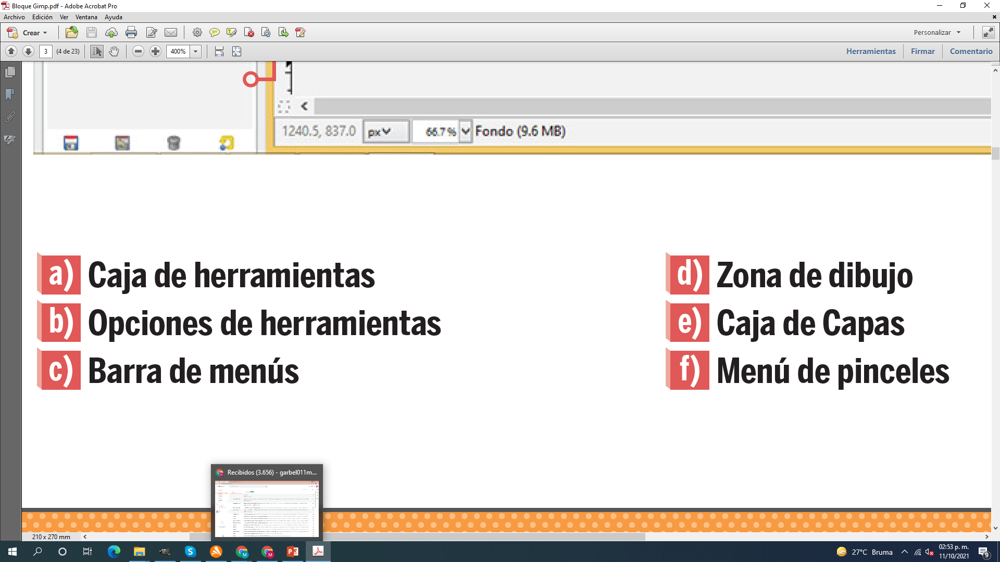 Bloque Gimp.pdf - Adobe Acrobat Pro
Archivo Edición Ver Ventana Ayuda
Crear
Personalizar
3 (4 de 23) 400% Herramientas Firmar Comentario
1240.5, 837.0 px 66.7% Fondo (9.6 MB)
a) Caja de herramientas
b) Opciones de herramientas
c) Barra de menús
d) Zona de dibujo
e) Caja de Capas
f) Menú de pinceles
Recibidos (3.656) - garbel011m...
210 x 270 mm
27°C Bruma
02:53 p. m.
11/10/2021
9